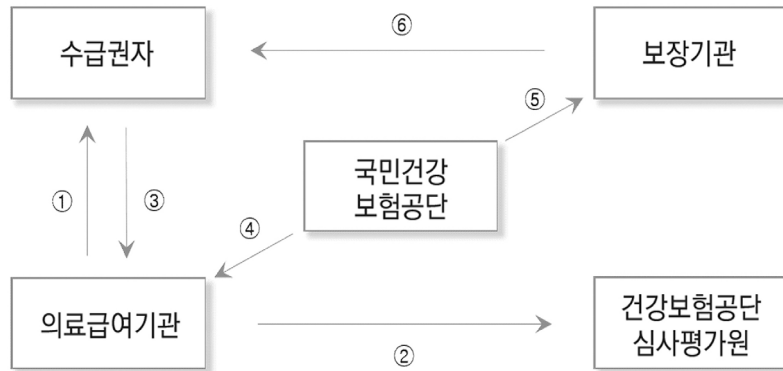 ⑥
수급권자
보장기관
⑤
국민건강
보험공단
①
③
④
의료급여기관
건강보험공단
심사평가원
②